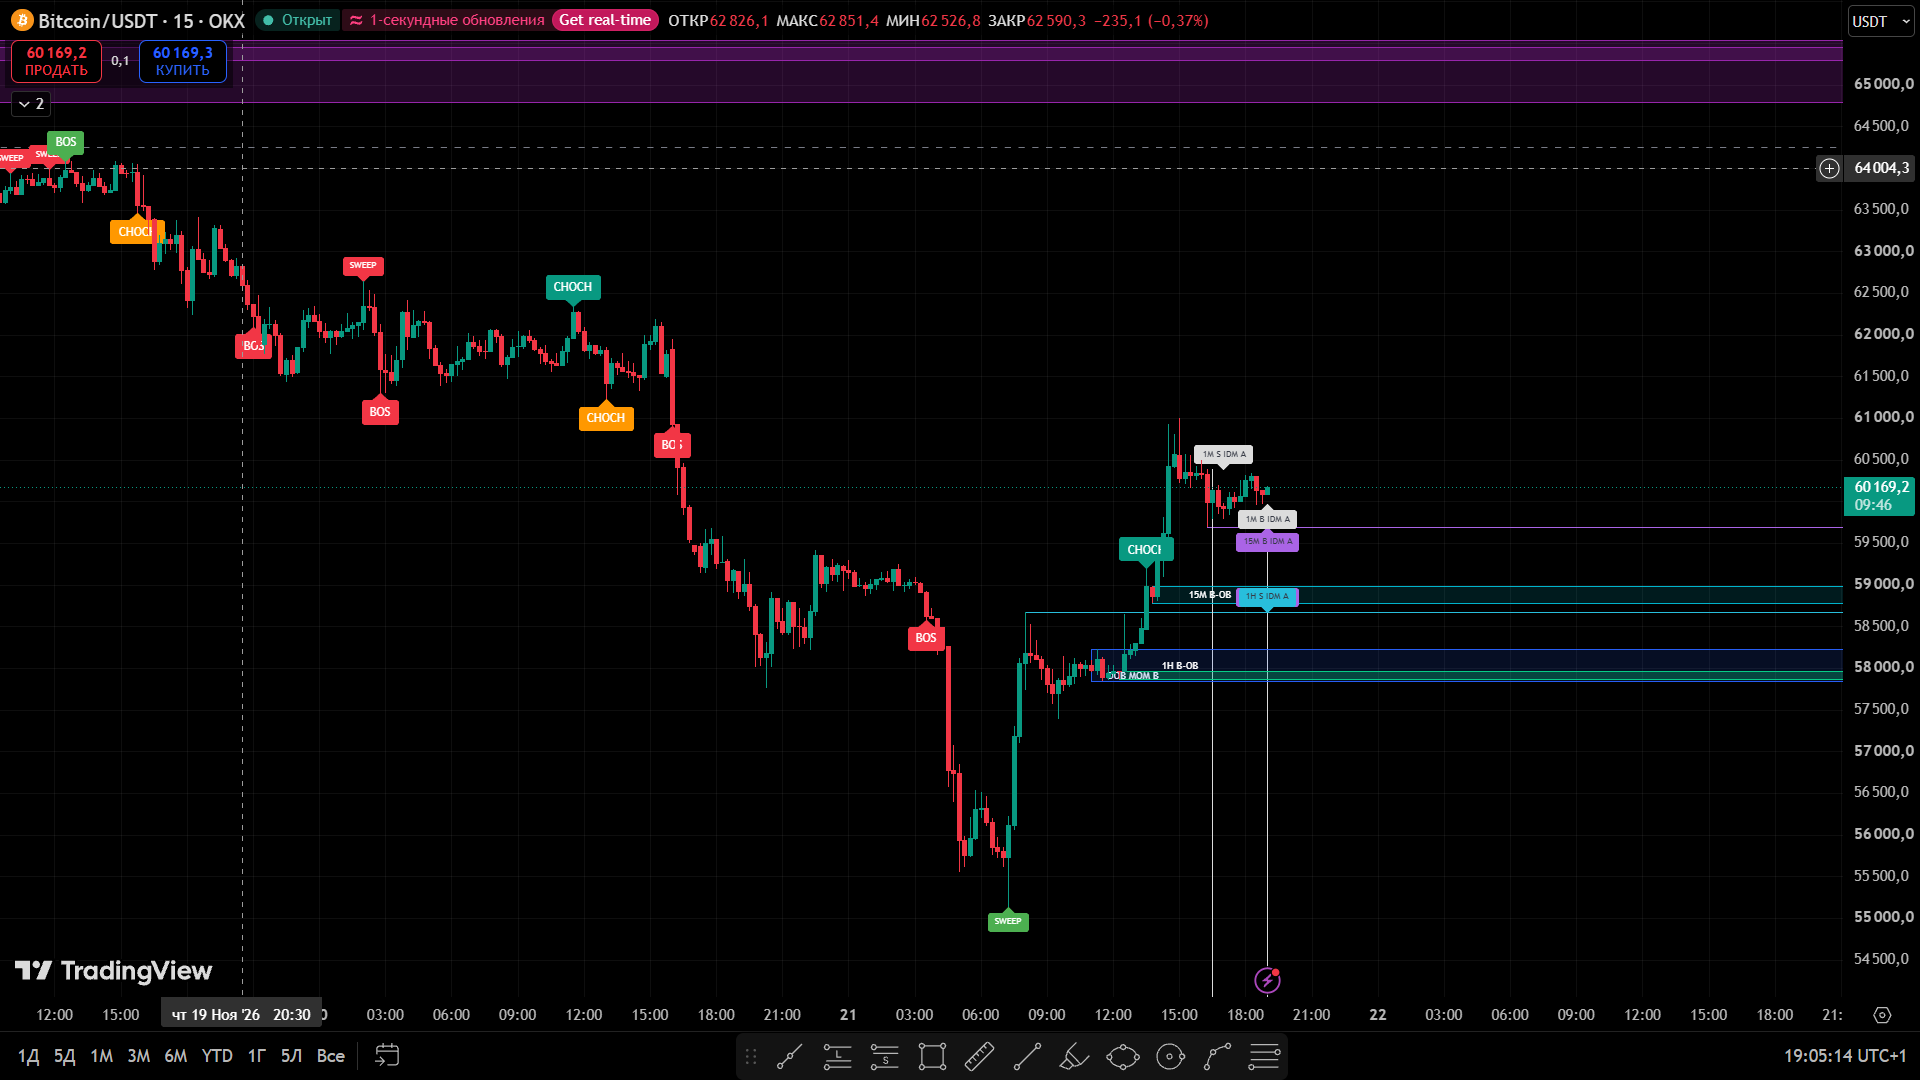 Bitcoin/USDT · 15 · OKX
Открыт
1-секундные обновления
Get real-time
ОТКР62 826,1 МАКС62 851,4 МИН62 526,8 ЗАКР62 590,3 −235,1 (−0,37%)
USDT
60 169,2
ПРОДАТЬ
0,1
60 169,3
КУПИТЬ
2
65 000,0
64 500,0
64 004,3
63 500,0
63 000,0
62 500,0
62 000,0
61 500,0
61 000,0
60 500,0
60 169,2
09:46
59 500,0
59 000,0
58 500,0
58 000,0
57 500,0
57 000,0
56 500,0
56 000,0
55 500,0
55 000,0
54 500,0
SWEEP
BOS
CHOCH
BOS
SWEEP
BOS
CHOCH
CHOCH
BOS
BOS
SWEEP
CHOCH
1M S IDM A
1M B IDM A
15M B IDM A
15M B-OB
1H S IDM A
1H B-OB
MOM B
TradingView
12:00 15:00 чт 19 Ноя '26 20:30 03:00 06:00 09:00 12:00 15:00 18:00 21:00 21 03:00 06:00 09:00 12:00 15:00 18:00 21:00 22 03:00 06:00 09:00 12:00 15:00 18:00 21:
1Д 5Д 1М 3М 6М YTD 1Г 5Л Все
19:05:14 UTC+1